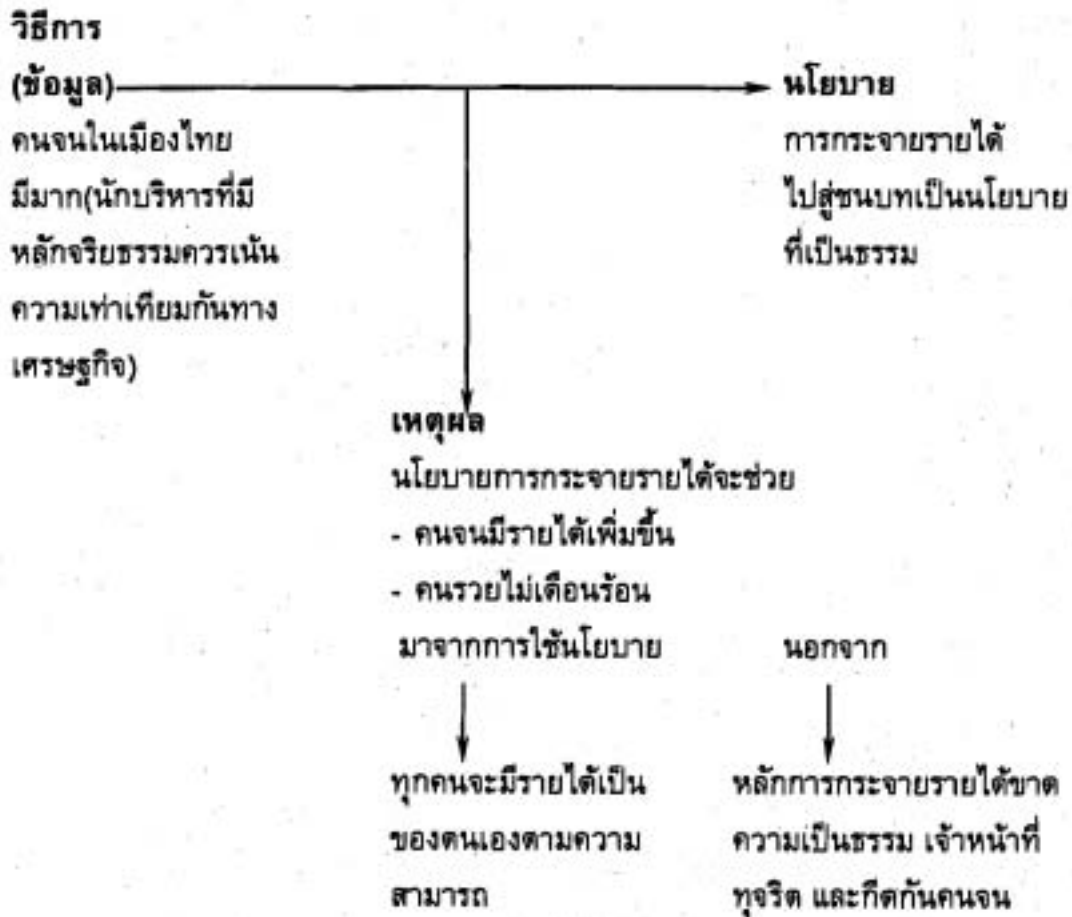 วิธีการ
(ข้อมูล)
คนจนในเมืองไทย
มีมาก(นักบริหารที่มี
หลักจริยธรรมควรเน้น
ความเท่าเทียมกันทาง
เศรษฐกิจ)
นโยบาย
การกระจายรายได้
ไปสู่ชนบทเป็นนโยบาย
ที่เป็นธรรม
เหตุผล
นโยบายการกระจายรายได้จะช่วย
- คนจนมีรายได้เพิ่มขึ้น
- คนรวยไม่เดือนร้อน
มาจากการใช้นโยบาย
ทุกคนจะมีรายได้เป็น
ของตนเองตามความ
สามารถ
นอกจาก
หลักการกระจายรายได้ขาด
ความเป็นธรรม เจ้าหน้าที่
ทุจริต และกีดกันคนจน